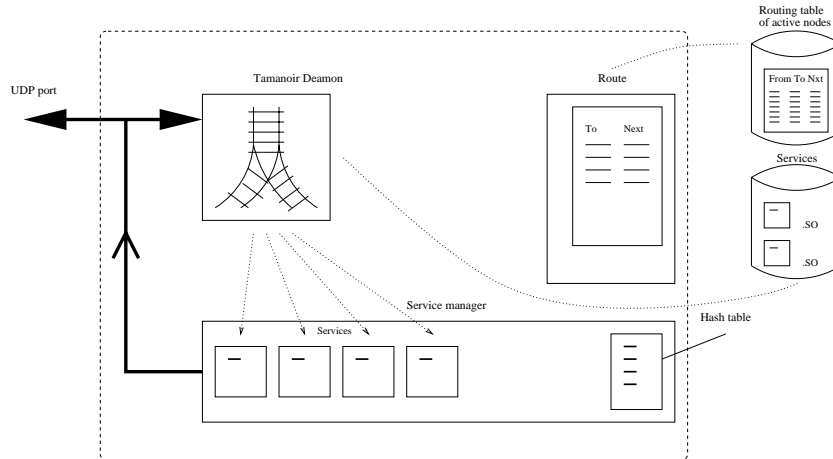 Routing table
of active nodes
Tamanoir Deamon
Route
UDP port
From To Nxt
To Next
Services
.SO
.SO
Service manager
Services
Hash table